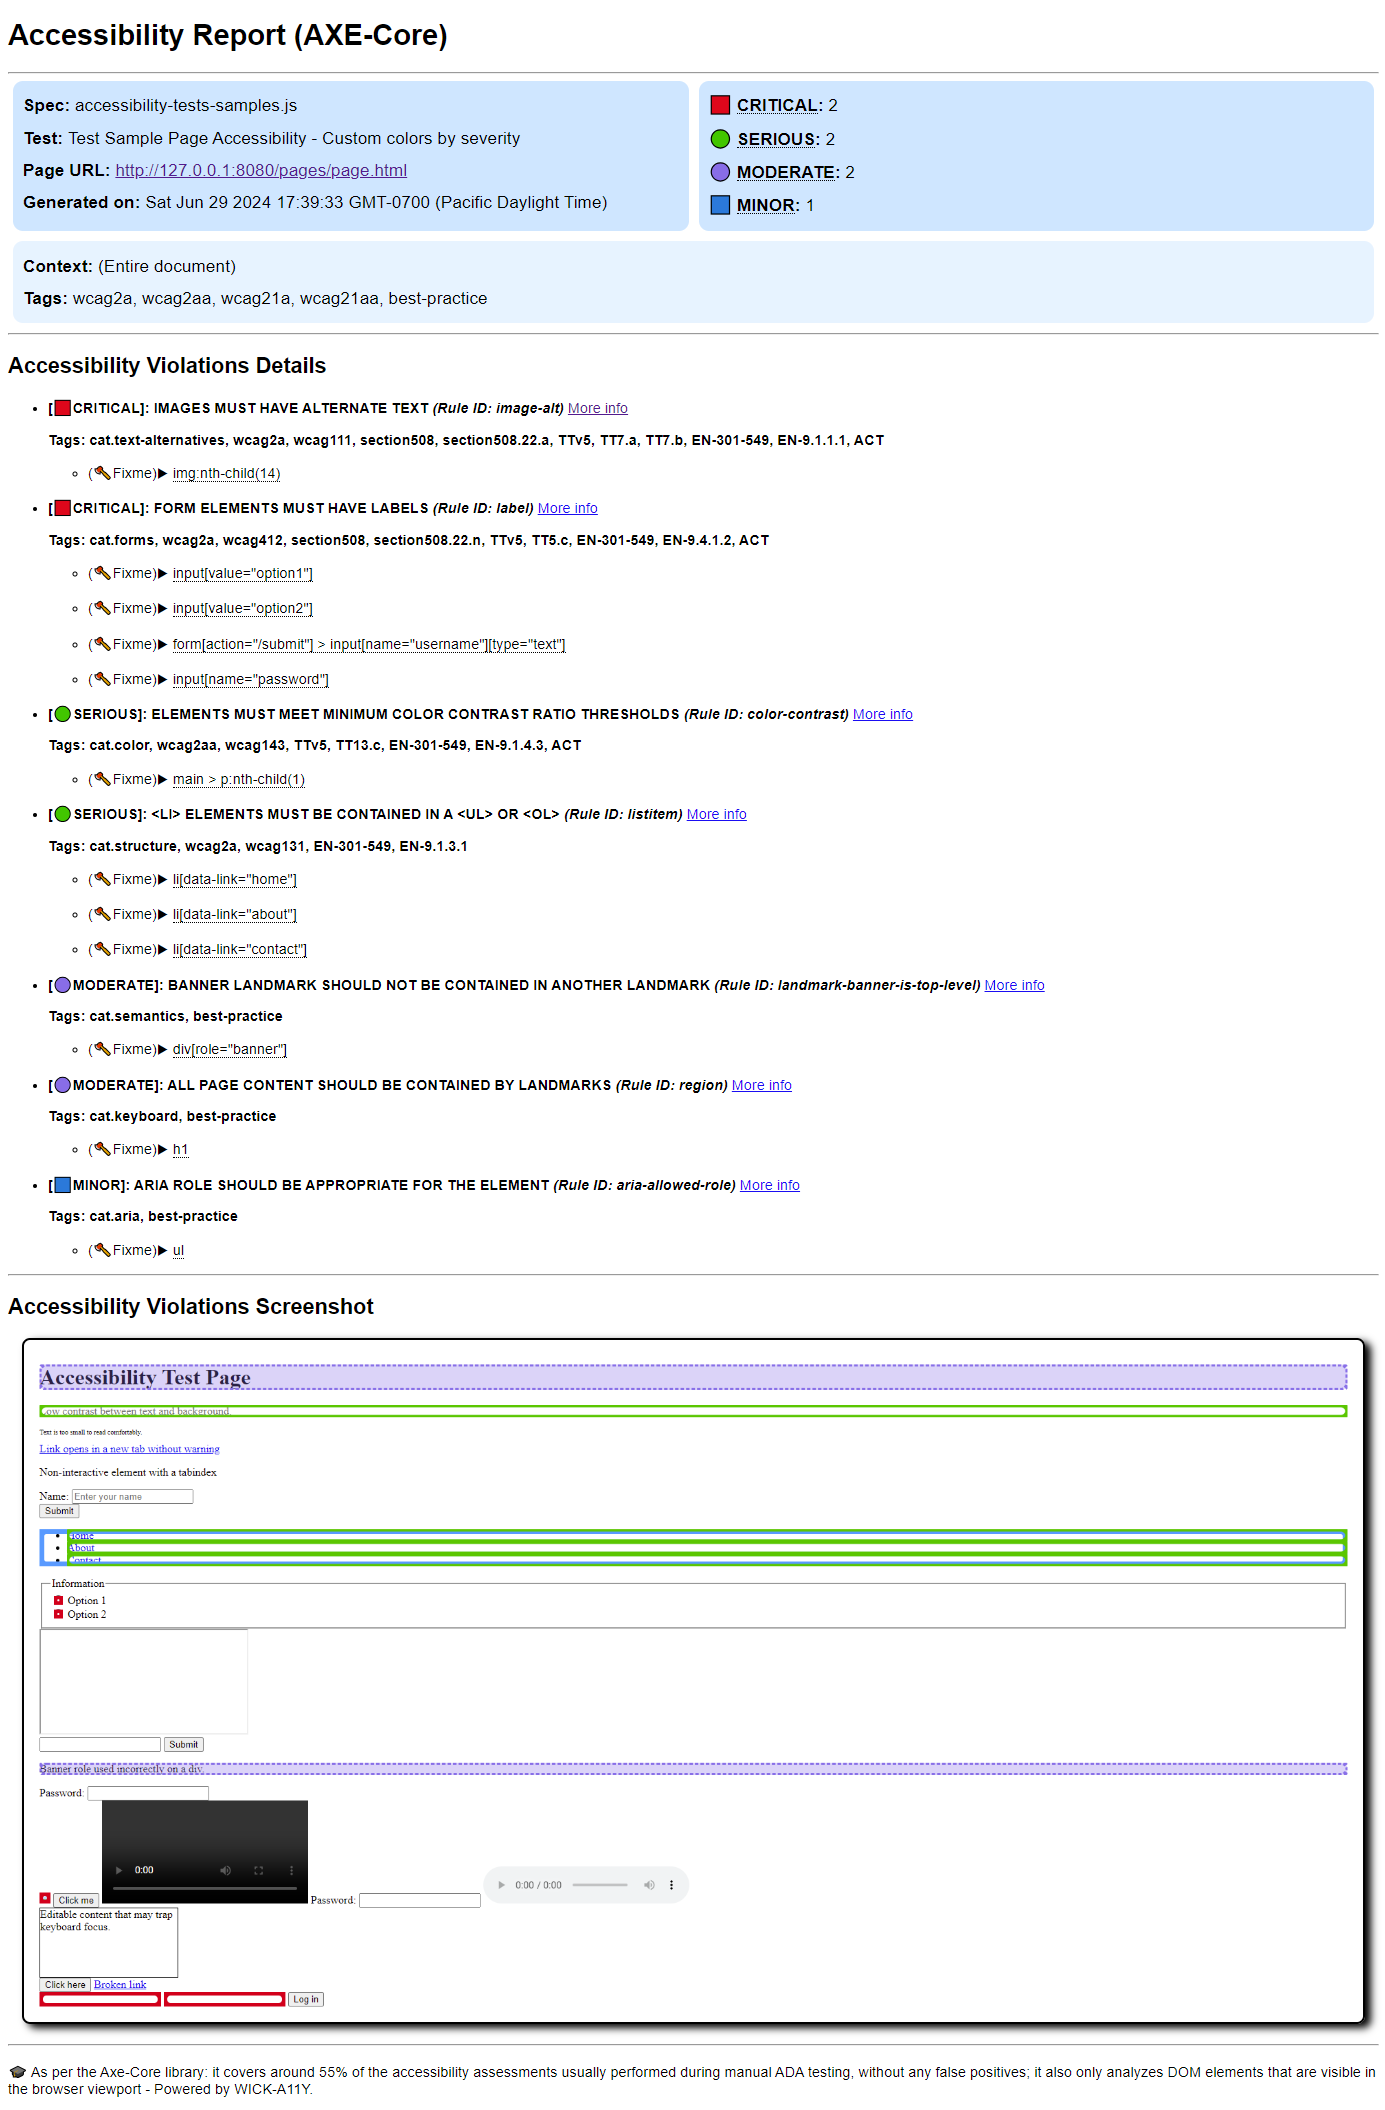 Accessibility Report (AXE-Core)
Spec: accessibility-tests-samples.js
Test: Test Sample Page Accessibility - Custom colors by severity
Page URL: http://127.0.0.1:8080/pages/page.html
Generated on: Sat Jun 29 2024 17:39:33 GMT-0700 (Pacific Daylight Time)
CRITICAL: 2
SERIOUS: 2
MODERATE: 2
MINOR: 1
Context: (Entire document)
Tags: wcag2a, wcag2aa, wcag21a, wcag21aa, best-practice
Accessibility Violations Details
[CRITICAL]: IMAGES MUST HAVE ALTERNATE TEXT (Rule ID: image-alt) More info
Tags: cat.text-alternatives, wcag2a, wcag111, section508, section508.22.a, TTv5, TT7.a, TT7.b, EN-301-549, EN-9.1.1.1, ACT
(Fixme) img:nth-child(14)
[CRITICAL]: FORM ELEMENTS MUST HAVE LABELS (Rule ID: label) More info
Tags: cat.forms, wcag2a, wcag412, section508, section508.22.n, TTv5, TT5.c, EN-301-549, EN-9.4.1.2, ACT
(Fixme) input[value="option1"]
(Fixme) input[value="option2"]
(Fixme) form[action="/submit"] > input[name="username"][type="text"]
(Fixme) input[name="password"]
[SERIOUS]: ELEMENTS MUST MEET MINIMUM COLOR CONTRAST RATIO THRESHOLDS (Rule ID: color-contrast) More info
Tags: cat.color, wcag2aa, wcag143, TTv5, TT13.c, EN-301-549, EN-9.1.4.3, ACT
(Fixme) main > p:nth-child(1)
[SERIOUS]: <LI> ELEMENTS MUST BE CONTAINED IN A <UL> OR <OL> (Rule ID: listitem) More info
Tags: cat.structure, wcag2a, wcag131, EN-301-549, EN-9.1.3.1
(Fixme) li[data-link="home"]
(Fixme) li[data-link="about"]
(Fixme) li[data-link="contact"]
[MODERATE]: BANNER LANDMARK SHOULD NOT BE CONTAINED IN ANOTHER LANDMARK (Rule ID: landmark-banner-is-top-level) More info
Tags: cat.semantics, best-practice
(Fixme) div[role="banner"]
[MODERATE]: ALL PAGE CONTENT SHOULD BE CONTAINED BY LANDMARKS (Rule ID: region) More info
Tags: cat.keyboard, best-practice
(Fixme) h1
[MINOR]: ARIA ROLE SHOULD BE APPROPRIATE FOR THE ELEMENT (Rule ID: aria-allowed-role) More info
Tags: cat.aria, best-practice
(Fixme) ul
Accessibility Violations Screenshot
Accessibility Test Page
Low contrast between text and background.
Text is too small to read comfortably.
Link opens in a new tab without warning
Non-interactive element with a tabindex
Name: Enter your name
Submit
Home
About
Contact
Information
Option 1
Option 2
Submit
Banner role used incorrectly on a div.
Password:
0:00
Click me
Password:
0:00 / 0:00
Editable content that may trap
keyboard focus.
Click here Broken link
Log in
As per the Axe-Core library: it covers around 55% of the accessibility assessments usually performed during manual ADA testing, without any false positives; it also only analyzes DOM elements that are visible in
the browser viewport - Powered by WICK-A11Y.